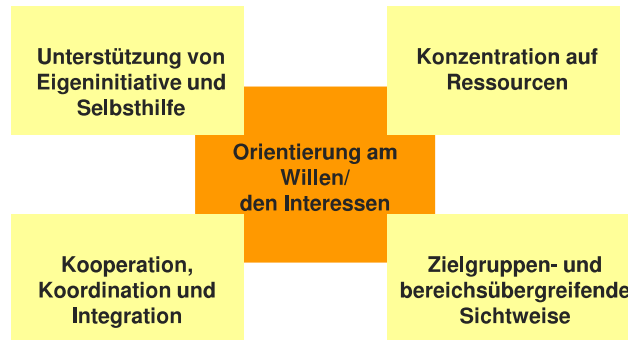 Unterstützung von
Eigeninitiative und
Selbsthilfe
Konzentration auf
Ressourcen
Orientierung am
Willen/
den Interessen
Kooperation,
Koordination und
Integration
Zielgruppen- und
bereichsübergreifende
Sichtweise